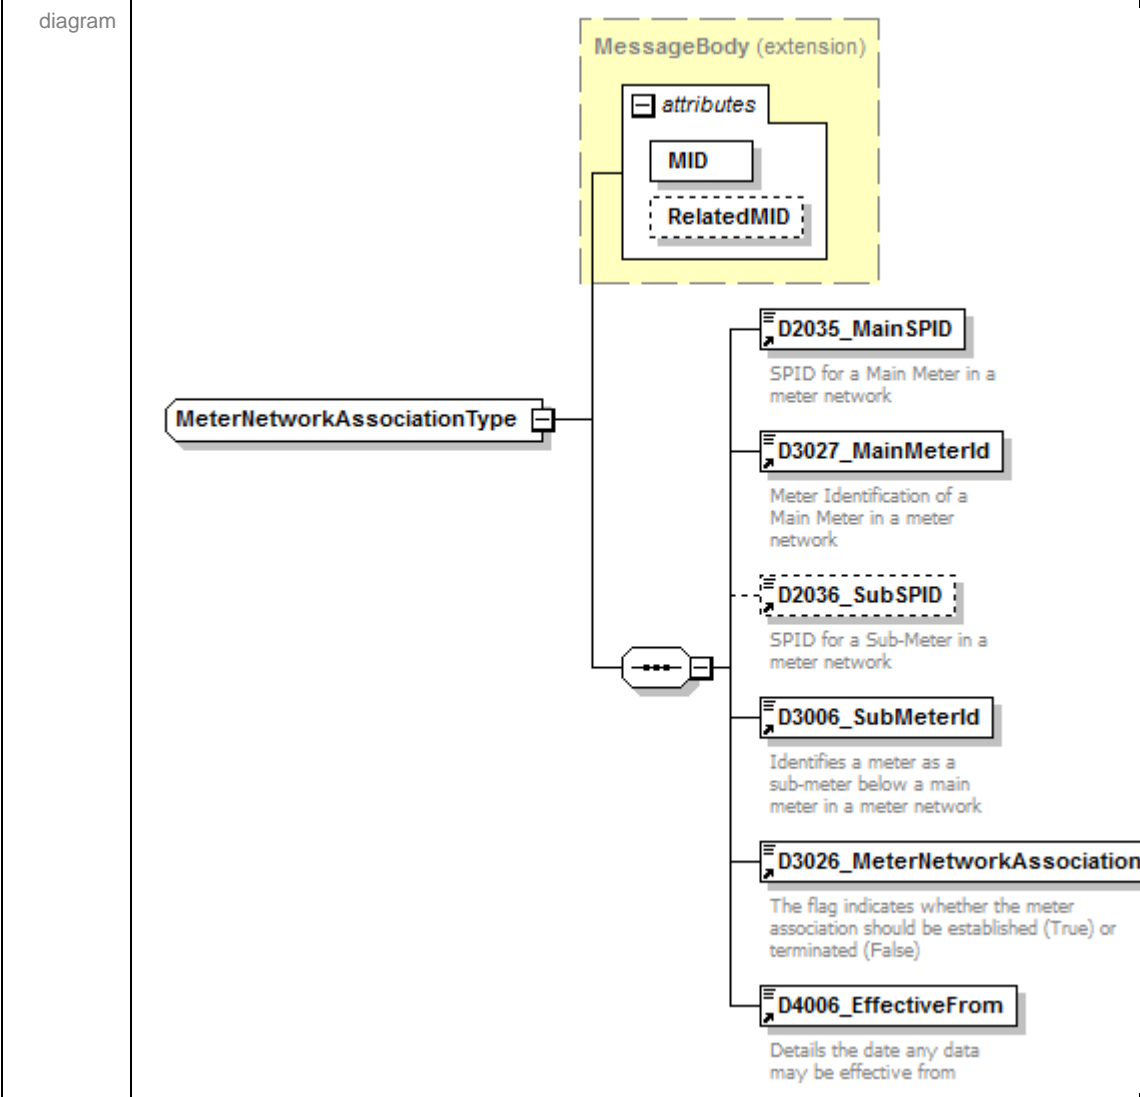 diagram
MessageBody (extension)
attributes
MID
RelatedMID
D2035_MainSPID
SPID for a Main Meter in a
meter network
MeterNetworkAssociationType
D3027_MainMeterId
Meter Identification of a
Main Meter in a meter
network
D2036_SubSPID
SPID for a Sub-Meter in a
meter network
D3006_SubMeterId
Identifies a meter as a
sub-meter below a main
meter in a meter network
D3026_MeterNetworkAssociation
The flag indicates whether the meter
association should be established (True) or
terminated (False)
D4006_EffectiveFrom
Details the date any data
may be effective from